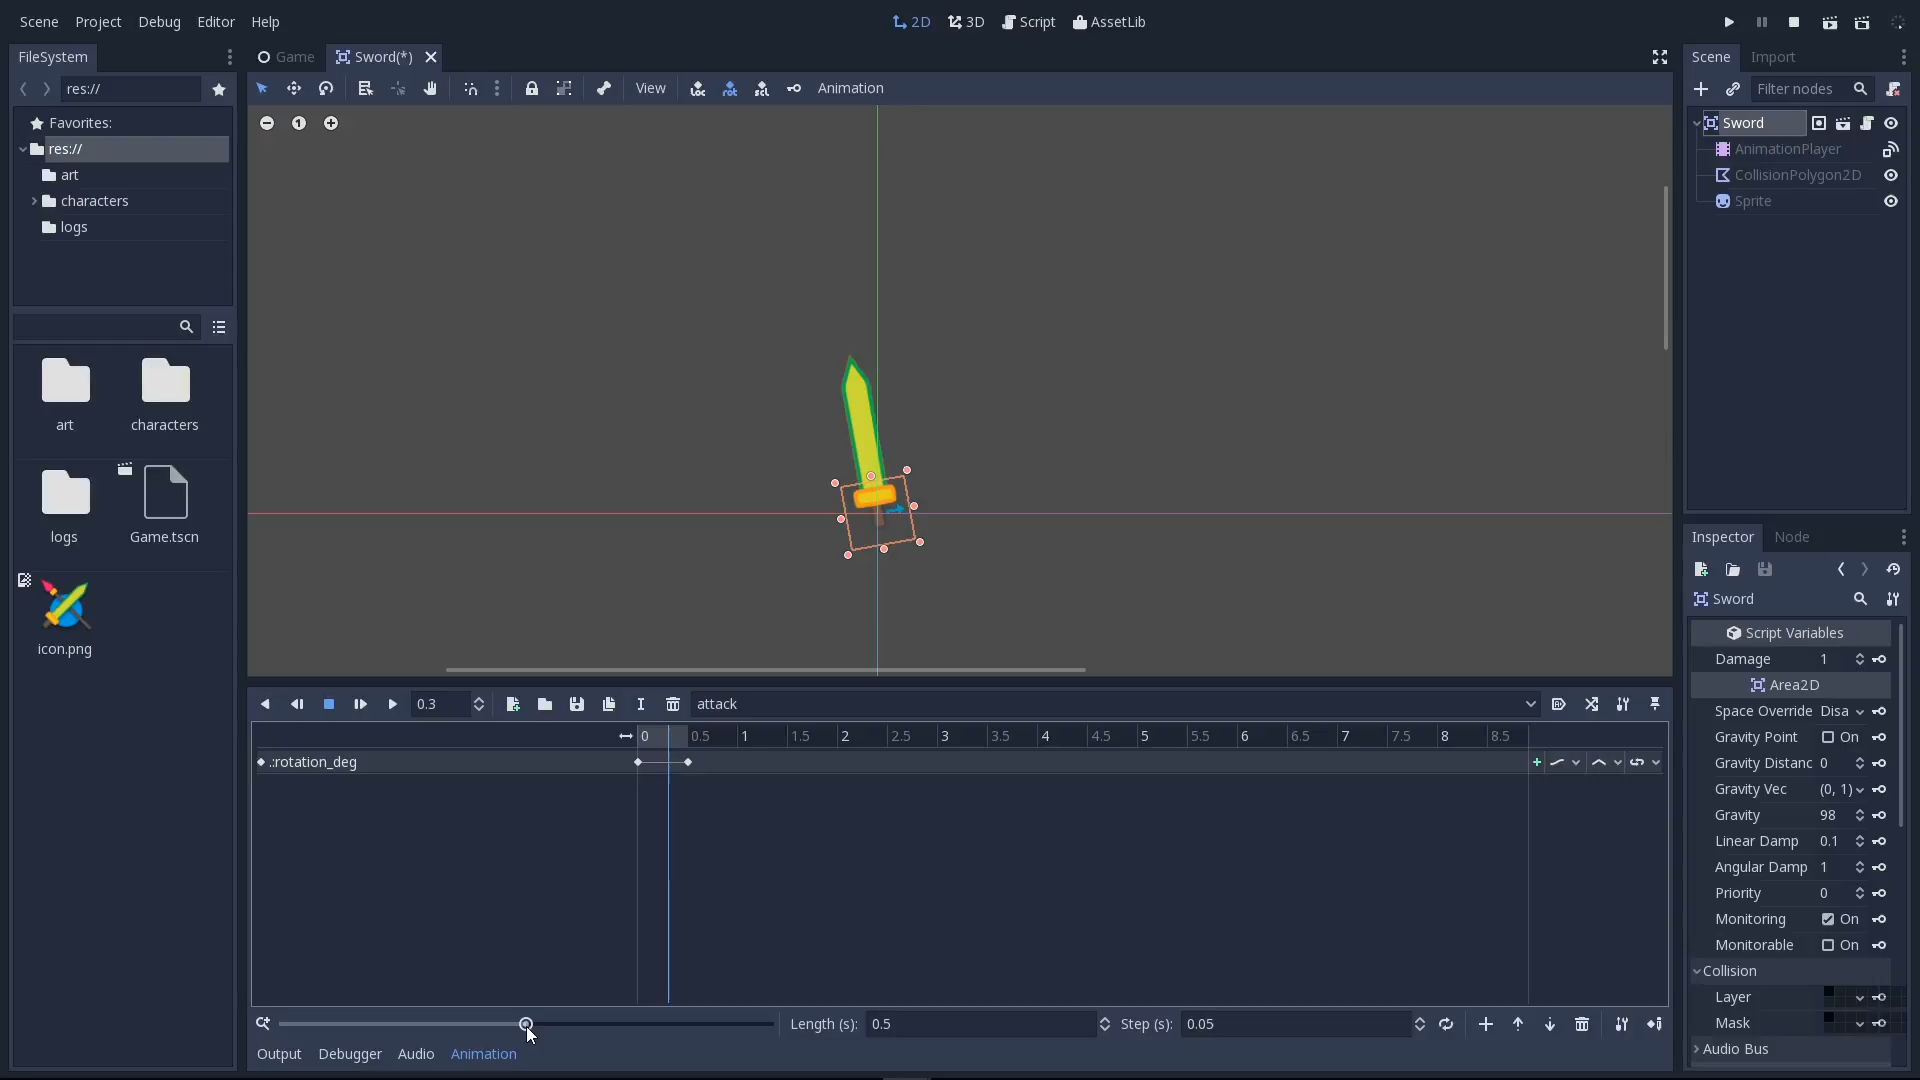 Scene Project Debug Editor Help 2D 3D Script AssetLib
FileSystem
res://
Favorites:
res://
art
characters
logs
art
characters
logs
Game.tscn
icon.png
Game Sword(*)
View Animation
1
0.3 attack
0 0.5 1 1.5 2 2.5 3 3.5 4 4.5 5 5.5 6 6.5 7 7.5 8 8.5
.:rotation_deg
Length (s): 0.5 Step (s): 0.05
Output Debugger Audio Animation
Scene Import
Filter nodes
Sword
AnimationPlayer
CollisionPolygon2D
Sprite
Inspector Node
Sword
Script Variables
Damage 1
Area2D
Space Override Disa
Gravity Point On
Gravity Distanc 0
Gravity Vec (0, 1)
Gravity 98
Linear Damp 0.1
Angular Damp 1
Priority 0
Monitoring On
Monitorable On
Collision
Layer
Mask
Audio Bus